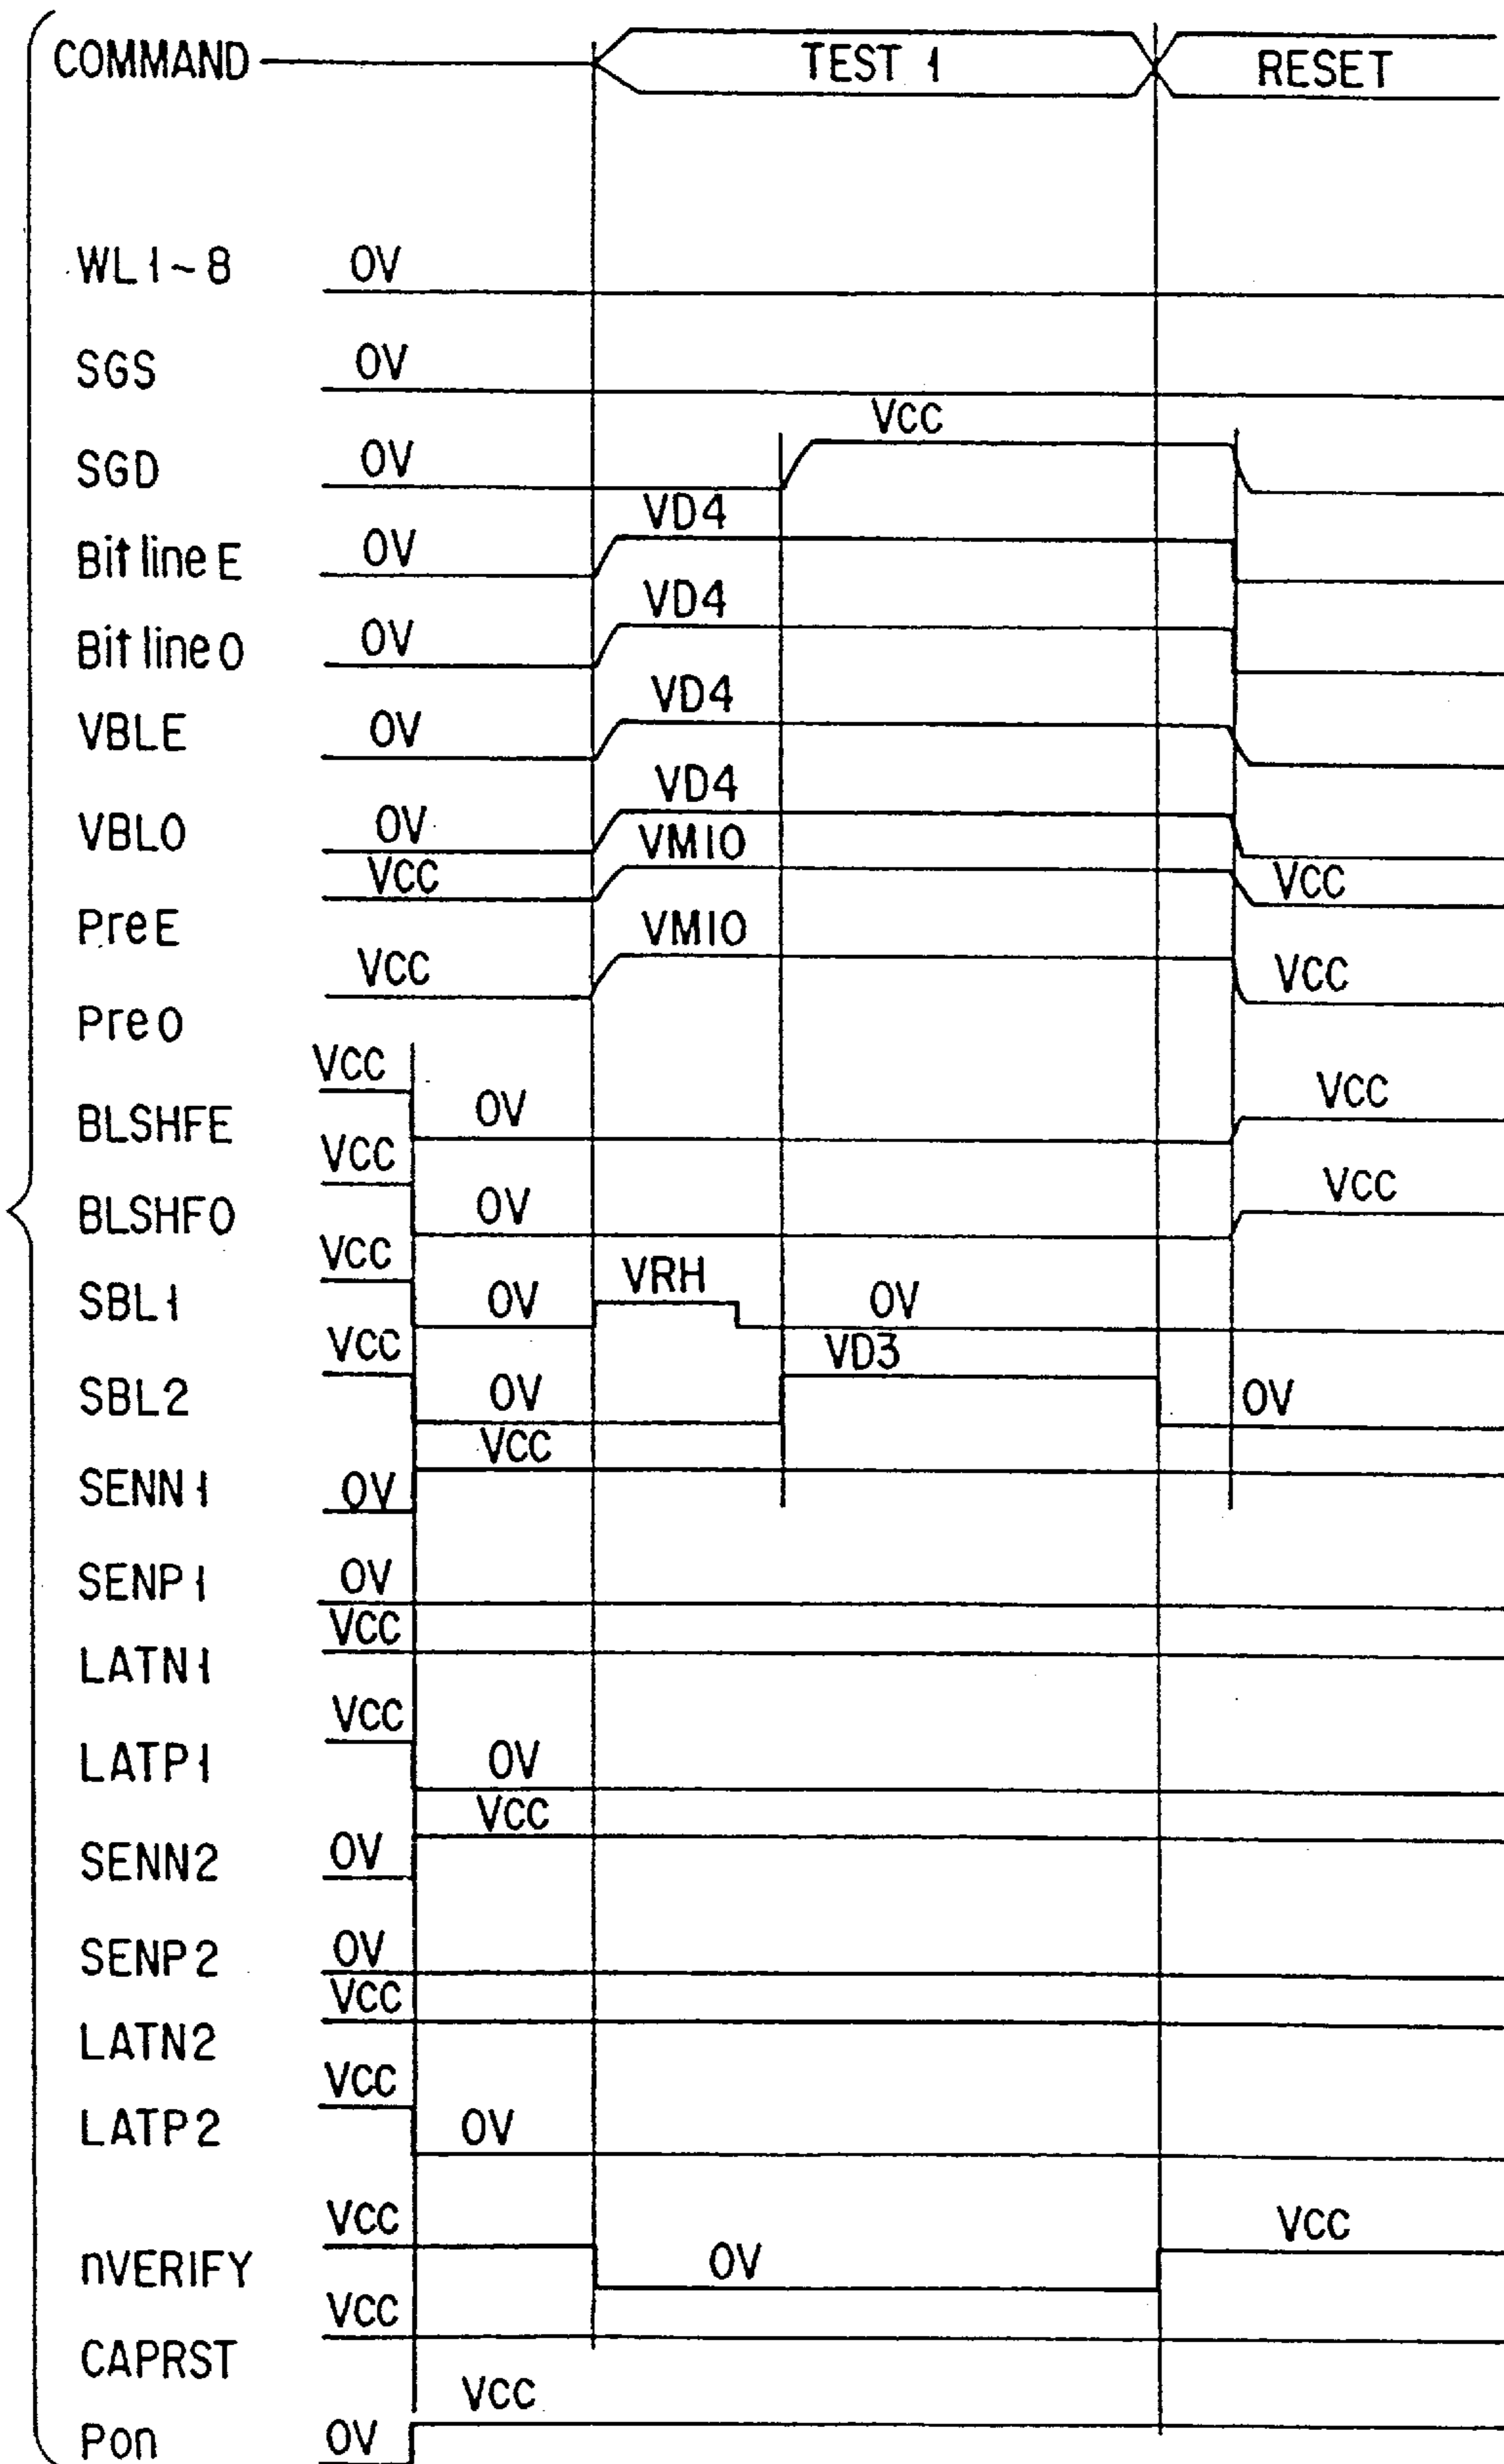 COMMAND TEST 1 RESET
WL1~8 0V
SGS 0V
VCC
SGD 0V
VD4
Bit line E 0V
VD4
Bit line O 0V
VD4
VBLE 0V
VD4
VBLO 0V
VM10
VCC VCC
PreE
VM10
VCC VCC
PreO
VCC VCC
BLSHFE 0V
VCC VCC
BLSHFO 0V
VCC VRH
SBL1 0V 0V
VCC VD3
SBL2 0V 0V
VCC
SENN1 0V
SENP1 0V
VCC
LATN1
VCC
LATP1 0V
VCC
SENN2 0V
SENP2 0V
VCC
LATN2
VCC
LATP2 0V
VCC VCC
nVERIFY 0V
VCC
CAPRST
VCC
Pon 0V